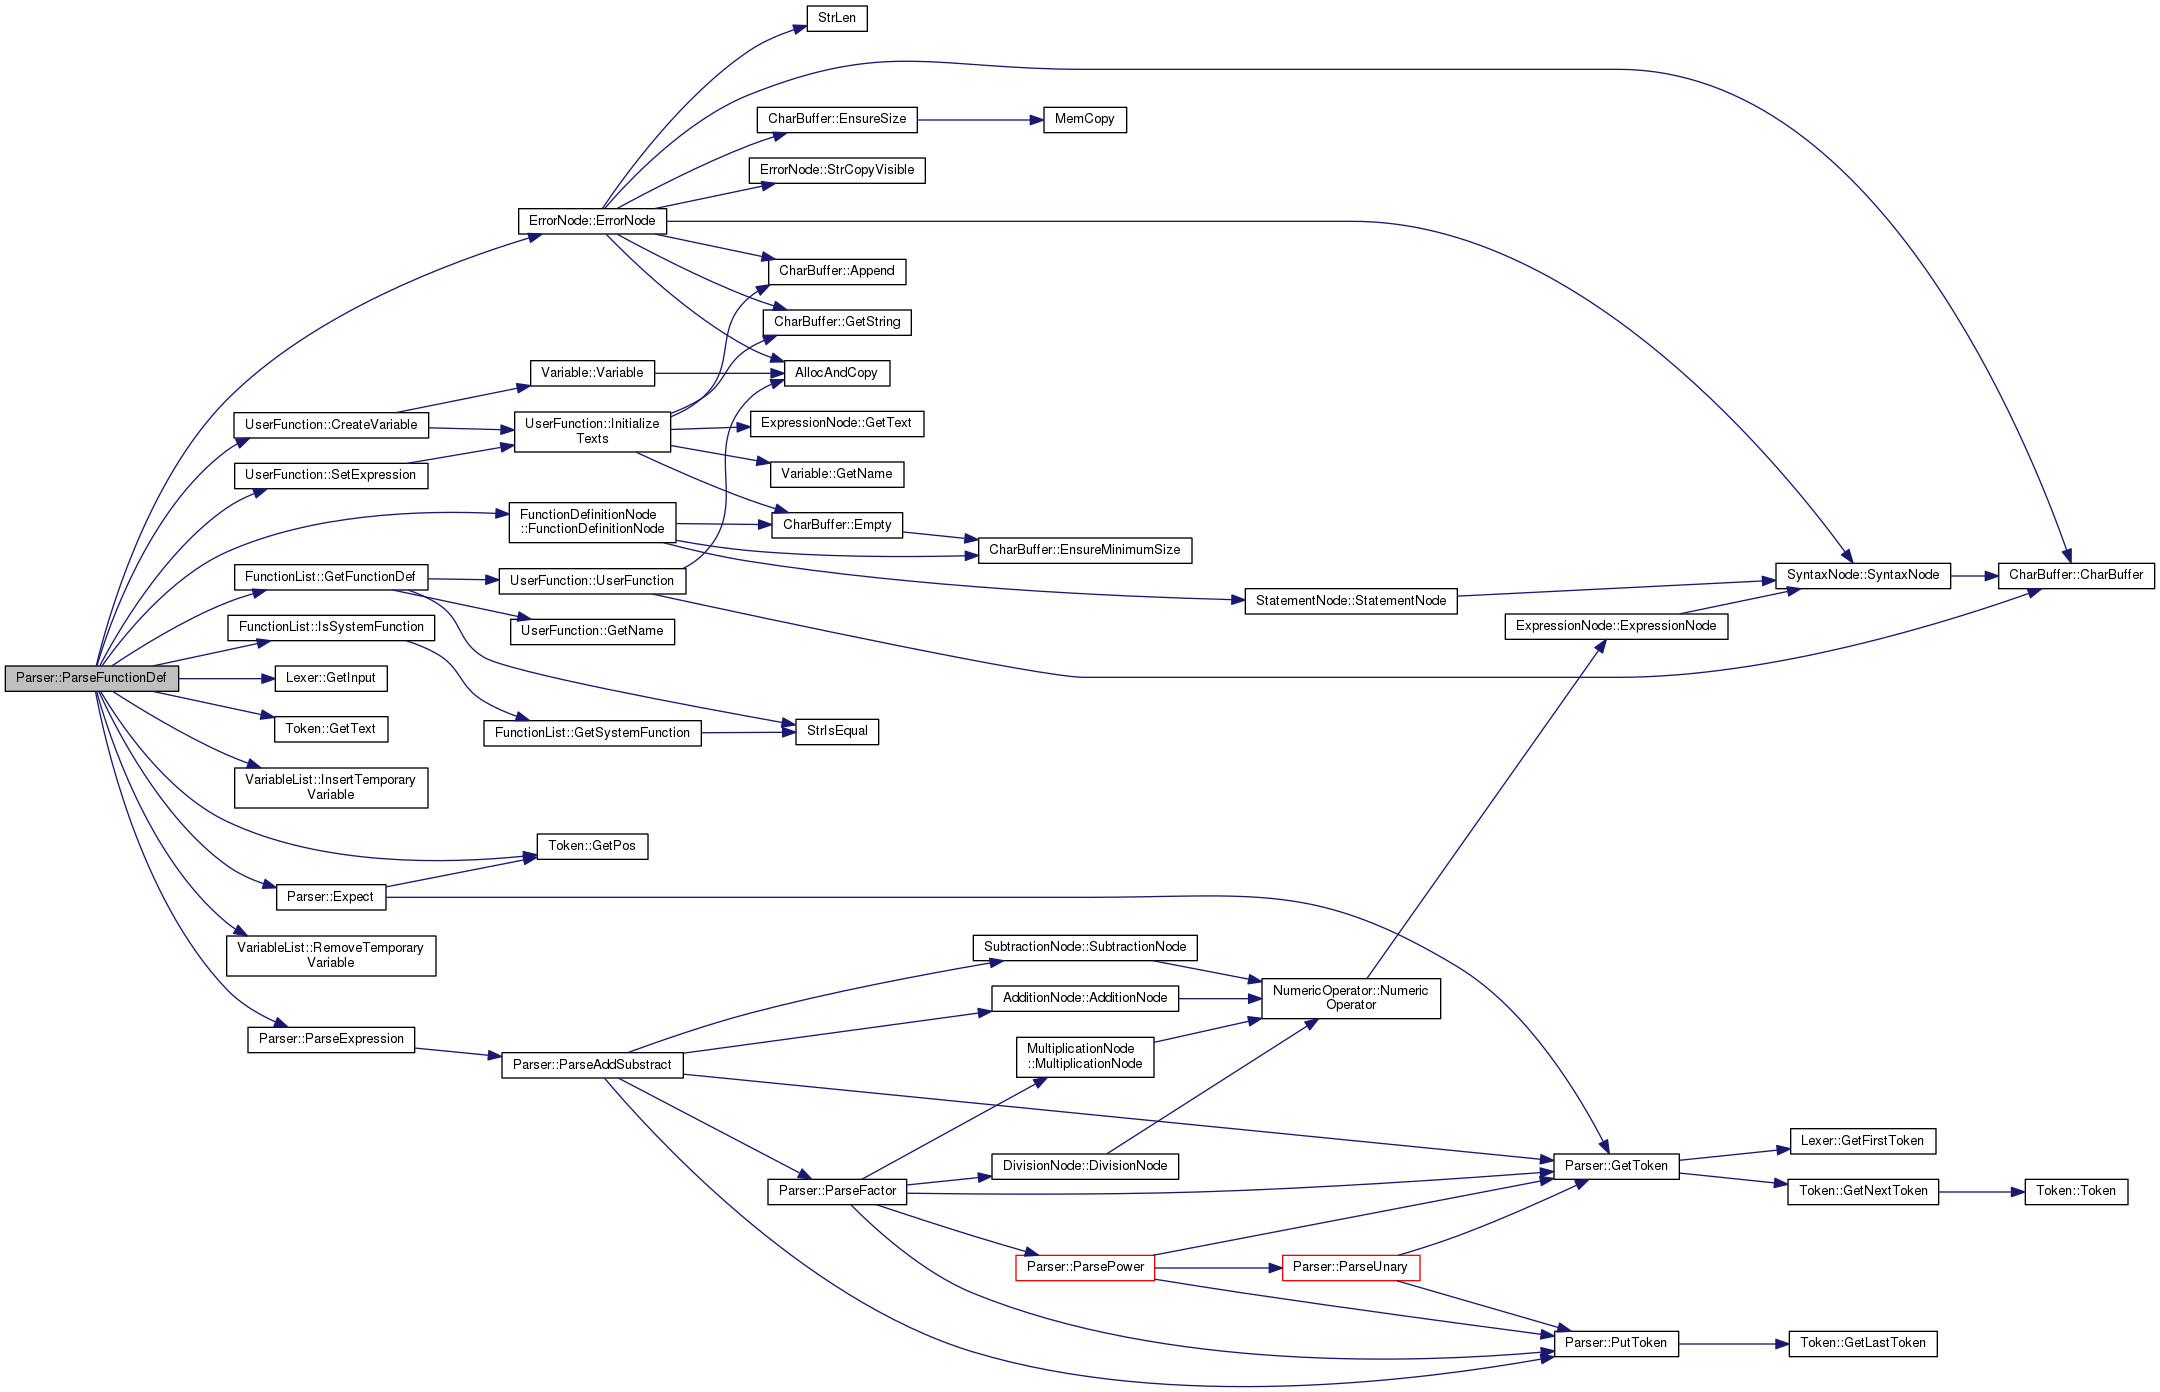 StrLen
CharBuffer::EnsureSize
MemCopy
ErrorNode::StrCopyVisible
ErrorNode::ErrorNode
CharBuffer::Append
CharBuffer::GetString
Variable::Variable
AllocAndCopy
UserFunction::CreateVariable
UserFunction::Initialize
Texts
ExpressionNode::GetText
UserFunction::SetExpression
Variable::GetName
FunctionDefinitionNode
::FunctionDefinitionNode
CharBuffer::Empty
CharBuffer::EnsureMinimumSize
FunctionList::GetFunctionDef
UserFunction::UserFunction
SyntaxNode::SyntaxNode
CharBuffer::CharBuffer
StatementNode::StatementNode
FunctionList::IsSystemFunction
UserFunction::GetName
ExpressionNode::ExpressionNode
Parser::ParseFunctionDef
Lexer::GetInput
Token::GetText
FunctionList::GetSystemFunction
StrIsEqual
VariableList::InsertTemporary
Variable
Token::GetPos
Parser::Expect
VariableList::RemoveTemporary
Variable
SubtractionNode::SubtractionNode
AdditionNode::AdditionNode
NumericOperator::Numeric
Operator
Parser::ParseExpression
Parser::ParseAddSubstract
MultiplicationNode
::MultiplicationNode
Lexer::GetFirstToken
DivisionNode::DivisionNode
Parser::GetToken
Parser::ParseFactor
Token::GetNextToken
Token::Token
Parser::ParsePower
Parser::ParseUnary
Parser::PutToken
Token::GetLastToken